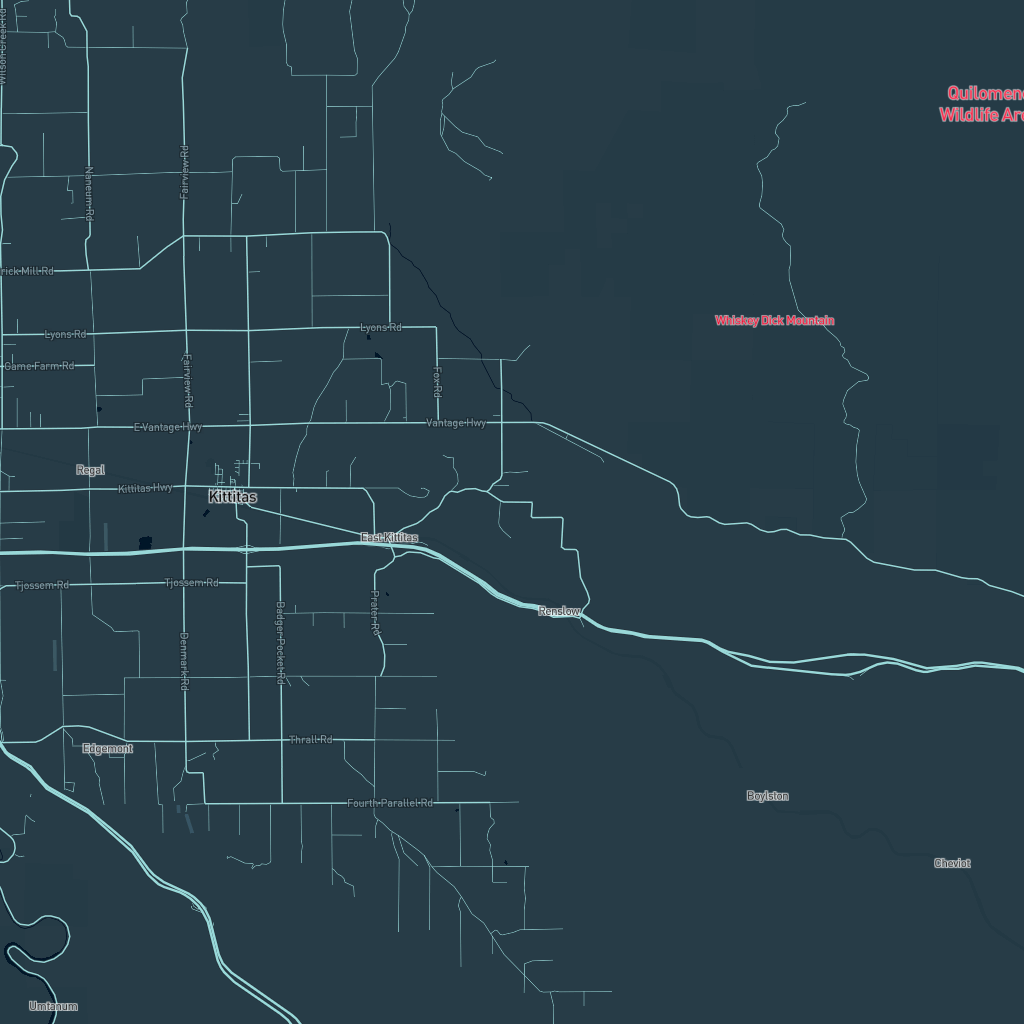 Wilson Creek Rd
Quilomene
Wildlife Are
Fairview Rd
Naneum Rd
rick Mill Rd
Whiskey Dick Mountain
Lyons Rd
Lyons Rd
Game Farm Rd
Fairview Rd
Fox Rd
E Vantage Hwy
Vantage Hwy
Regal
Kittitas Hwy
Kittitas
East Kittitas
Tjossem Rd
Tjossem Rd
Prater Rd
Renslow
Badger Pocket Rd
Denmark Rd
Thrall Rd
Edgemont
Boylston
Fourth Parallel Rd
Cheviot
Umtanum